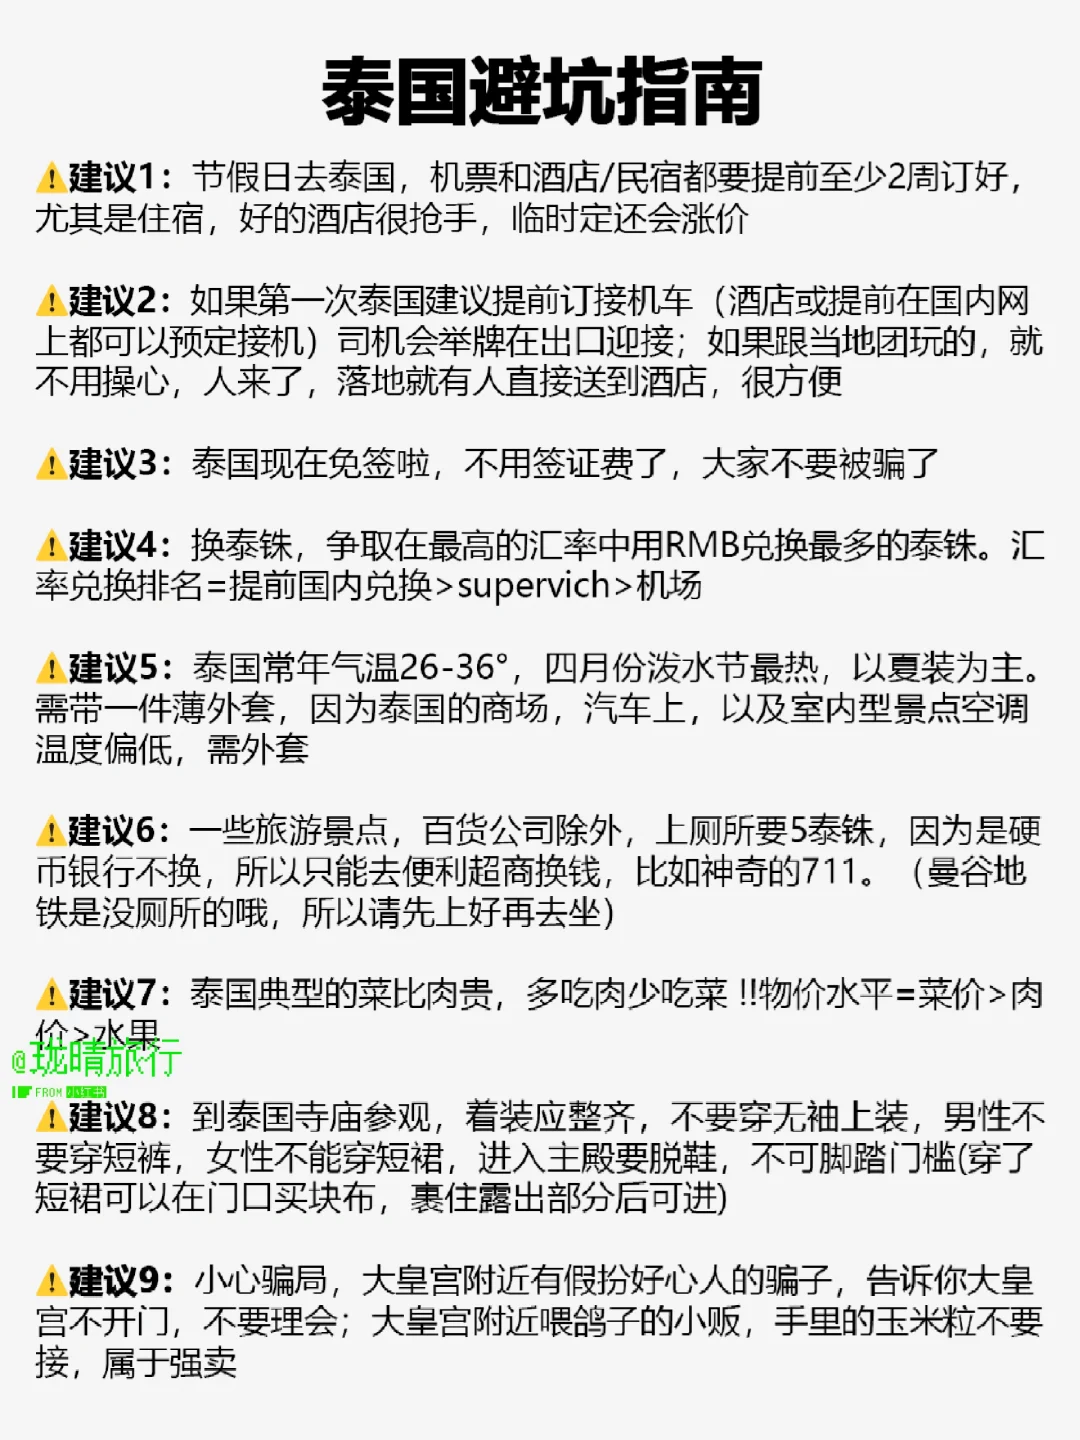 泰国避坑指南
⚠️建议1：节假日去泰国，机票和酒店/民宿都要提前至少2周订好，
尤其是住宿，好的酒店很抢手，临时定还会涨价
⚠️建议2：如果第一次泰国建议提前订接机车（酒店或提前在国内网
上都可以预定接机）司机会举牌在出口迎接；如果跟当地团玩的，就
不用操心，人来了，落地就有人直接送到酒店，很方便
⚠️建议3：泰国现在免签啦，不用签证费了，大家不要被骗了
⚠️建议4：换泰铢，争取在最高的汇率中用RMB兑换最多的泰铢。汇
率兑换排名=提前国内兑换>supervich>机场
⚠️建议5：泰国常年气温26-36°，四月份泼水节最热，以夏装为主。
需带一件薄外套，因为泰国的商场，汽车上，以及室内型景点空调
温度偏低，需外套
⚠️建议6：一些旅游景点，百货公司除外，上厕所要5泰铢，因为是硬
币银行不换，所以只能去便利超商换钱，比如神奇的711。（曼谷地
铁是没厕所的哦，所以请先上好再去坐）
⚠️建议7：泰国典型的菜比肉贵，多吃肉少吃菜 !!物价水平=菜价>肉
价>水果
@珑晴旅行
FROM
⚠️建议8：到泰国寺庙参观，着装应整齐，不要穿无袖上装，男性不
要穿短裤，女性不能穿短裙，进入主殿要脱鞋，不可脚踏门槛(穿了
短裙可以在门口买块布，裹住露出部分后可进)
⚠️建议9：小心骗局，大皇宫附近有假扮好心人的骗子，告诉你大皇
宫不开门，不要理会；大皇宫附近喂鸽子的小贩，手里的玉米粒不要
接，属于强卖